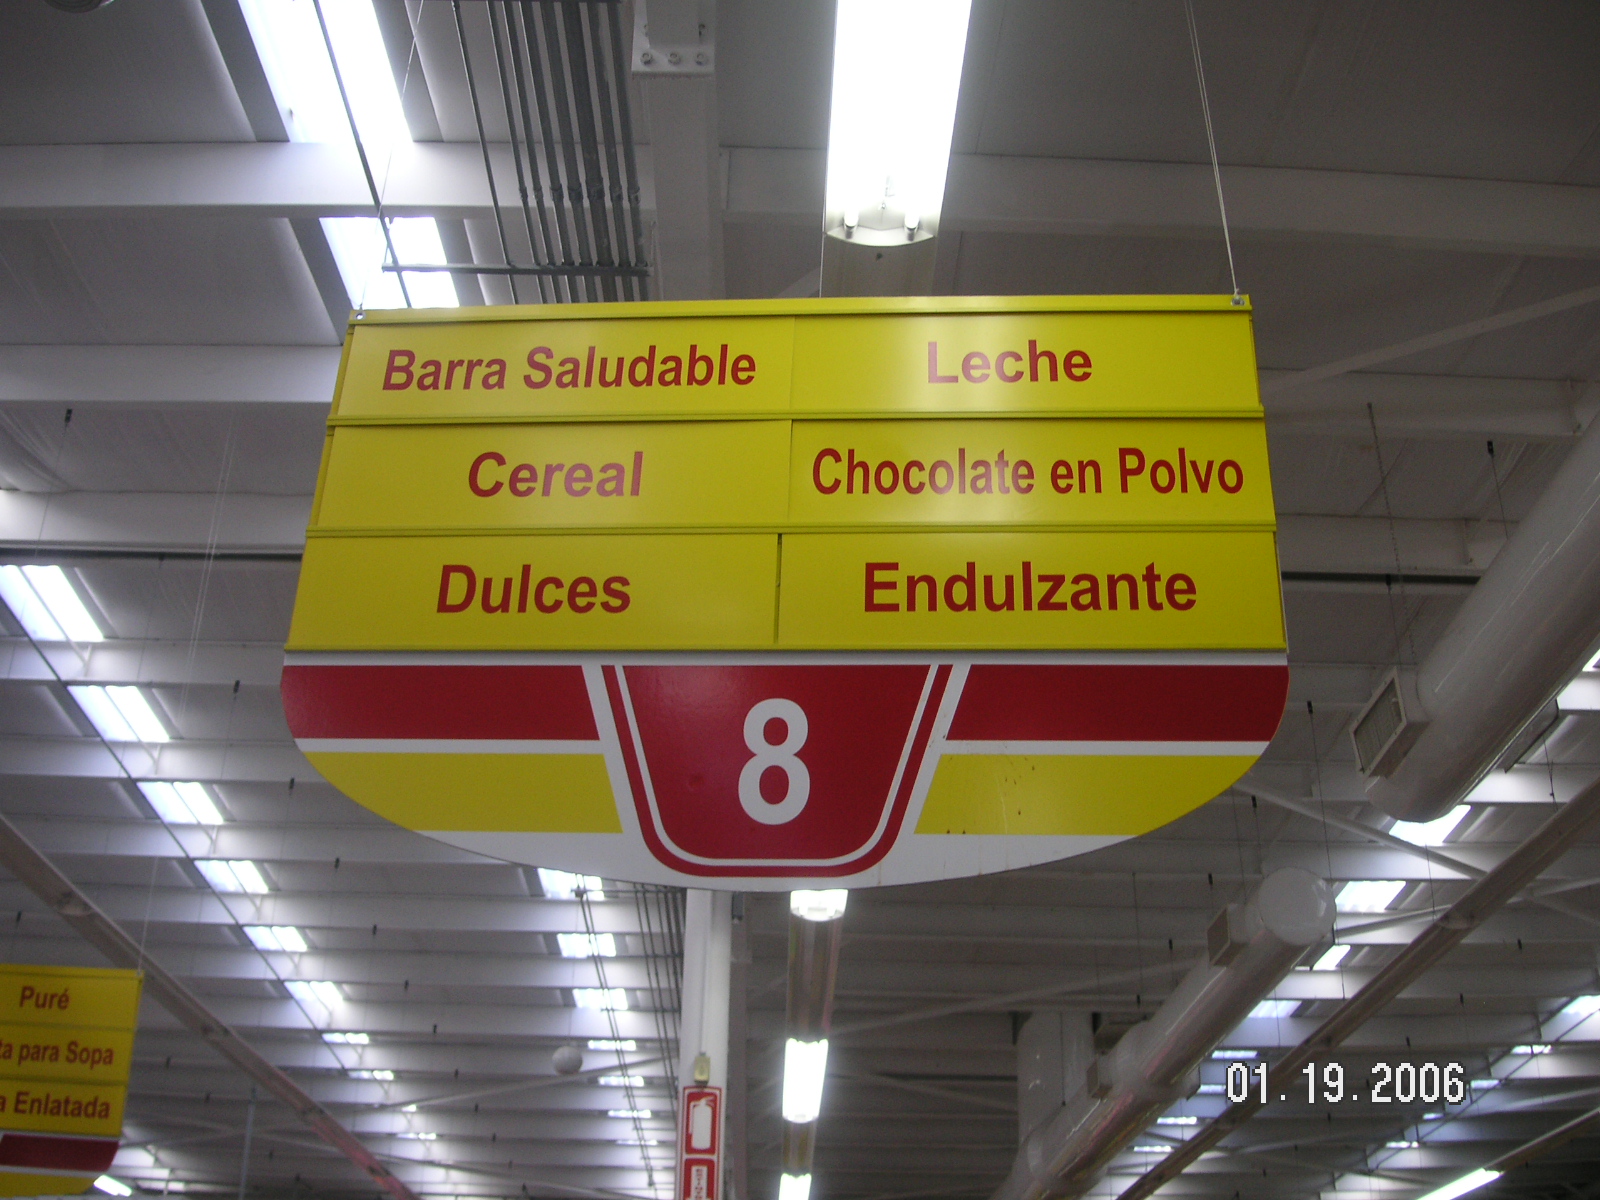 Barra Saludable
Leche
Cereal
Chocolate en Polvo
Dulces
Endulzante
8
Puré
para Sopa
Enlatada
01.19.2006